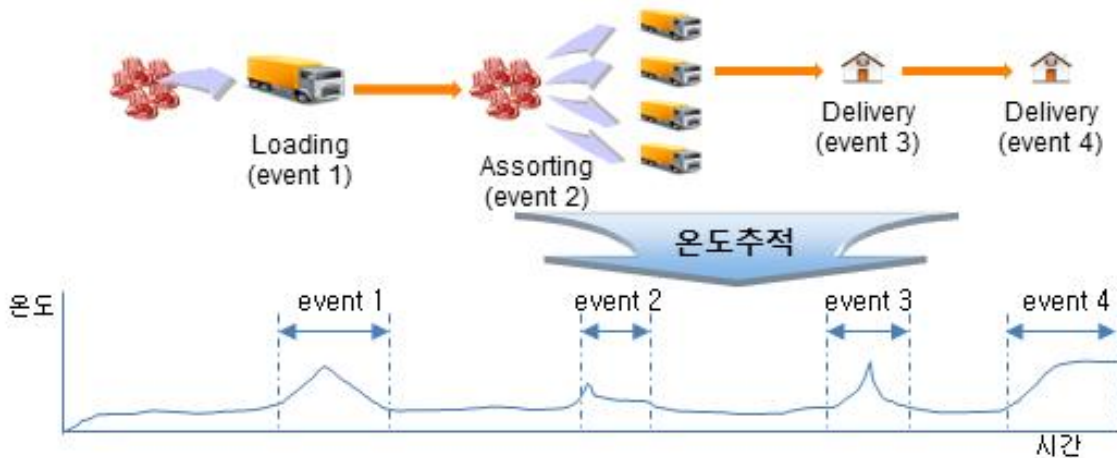 Loading
(event 1)
Assorting
(event 2)
Delivery
(event 3)
Delivery
(event 4)
온도추적
온도
event 1
event 2
event 3
event 4
시간